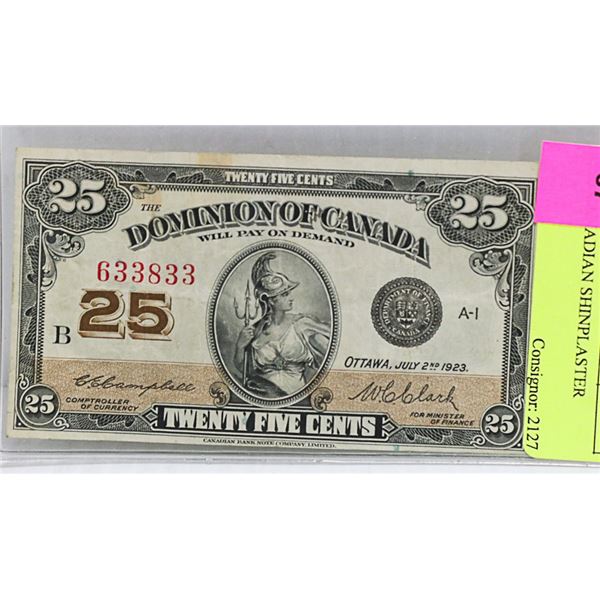 TWENTY FIVE CENTS
25
25
THE
DOMINION OF CANADA
WILL PAY ON DEMAND
633833
25
B
A-1
OTTAWA, JULY 2ND 1923.
C E Campbell
W C Clark
COMPTROLLER
OF CURRENCY
FOR MINISTER
OF FINANCE
25
TWENTY FIVE CENTS
25
CANADIAN BANK NOTE COMPANY, LIMITED.
ADIAN SHINPLASTER
Consignor: 2127